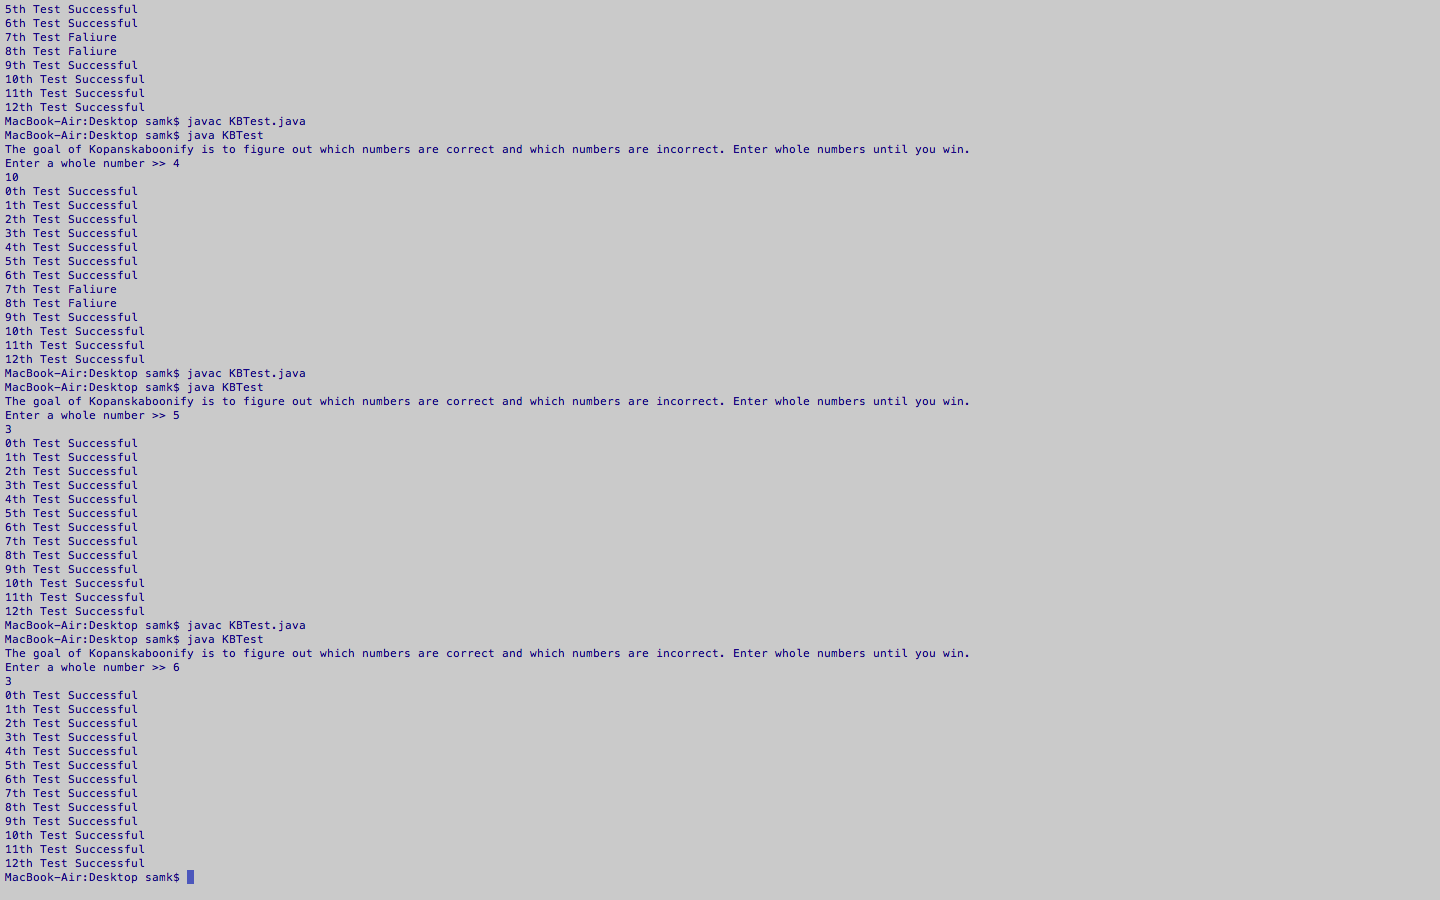 5th Test Successful
6th Test Successful
7th Test Faliure
8th Test Faliure
9th Test Successful
10th Test Successful
11th Test Successful
12th Test Successful
MacBook-Air:Desktop samk$ javac KBTest.java
MacBook-Air:Desktop samk$ java KBTest
The goal of Kopanskaboonify is to figure out which numbers are correct and which numbers are incorrect. Enter whole numbers until you win.
Enter a whole number >> 4
10
0th Test Successful
1th Test Successful
2th Test Successful
3th Test Successful
4th Test Successful
5th Test Successful
6th Test Successful
7th Test Faliure
8th Test Faliure
9th Test Successful
10th Test Successful
11th Test Successful
12th Test Successful
MacBook-Air:Desktop samk$ javac KBTest.java
MacBook-Air:Desktop samk$ java KBTest
The goal of Kopanskaboonify is to figure out which numbers are correct and which numbers are incorrect. Enter whole numbers until you win.
Enter a whole number >> 5
3
0th Test Successful
1th Test Successful
2th Test Successful
3th Test Successful
4th Test Successful
5th Test Successful
6th Test Successful
7th Test Successful
8th Test Successful
9th Test Successful
10th Test Successful
11th Test Successful
12th Test Successful
MacBook-Air:Desktop samk$ javac KBTest.java
MacBook-Air:Desktop samk$ java KBTest
The goal of Kopanskaboonify is to figure out which numbers are correct and which numbers are incorrect. Enter whole numbers until you win.
Enter a whole number >> 6
3
0th Test Successful
1th Test Successful
2th Test Successful
3th Test Successful
4th Test Successful
5th Test Successful
6th Test Successful
7th Test Successful
8th Test Successful
9th Test Successful
10th Test Successful
11th Test Successful
12th Test Successful
MacBook-Air:Desktop samk$